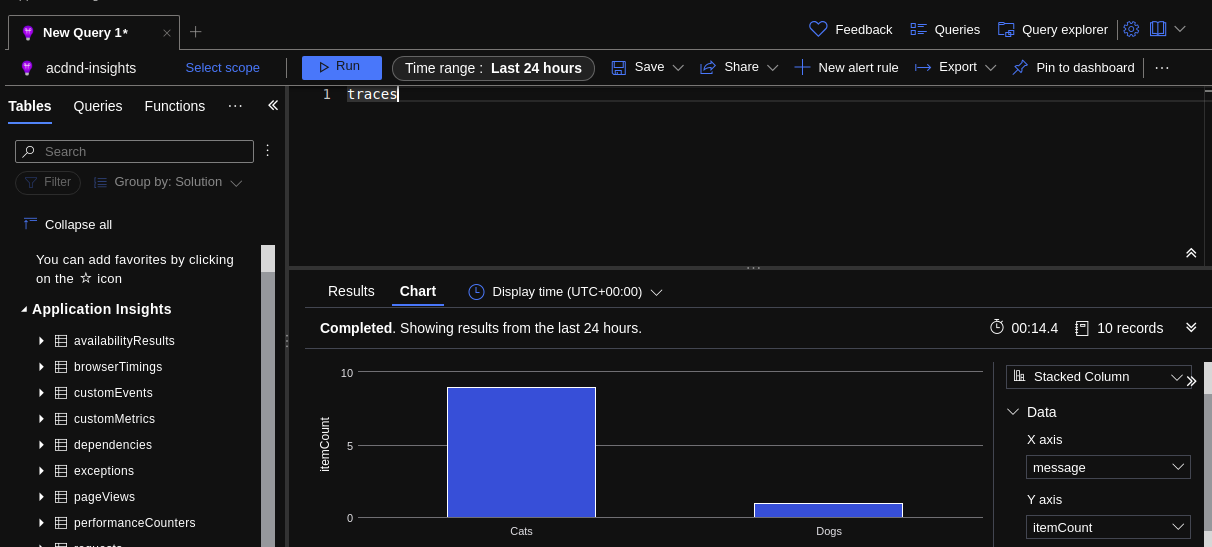 New Query 1*
Feedback
Queries
Query explorer
acdnd-insights
Select scope
Run
Time range : Last 24 hours
Save
Share
New alert rule
Export
Pin to dashboard
Tables
Queries
Functions
1 traces
Search
Filter
Group by: Solution
Collapse all
You can add favorites by clicking
on the ☆ icon
Application Insights
availabilityResults
browserTimings
customEvents
customMetrics
dependencies
exceptions
pageViews
performanceCounters
requests
Results
Chart
Display time (UTC+00:00)
Completed. Showing results from the last 24 hours.
00:14.4
10 records
10
5
0
itemCount
Cats
Dogs
Stacked Column
Data
X axis
message
Y axis
itemCount